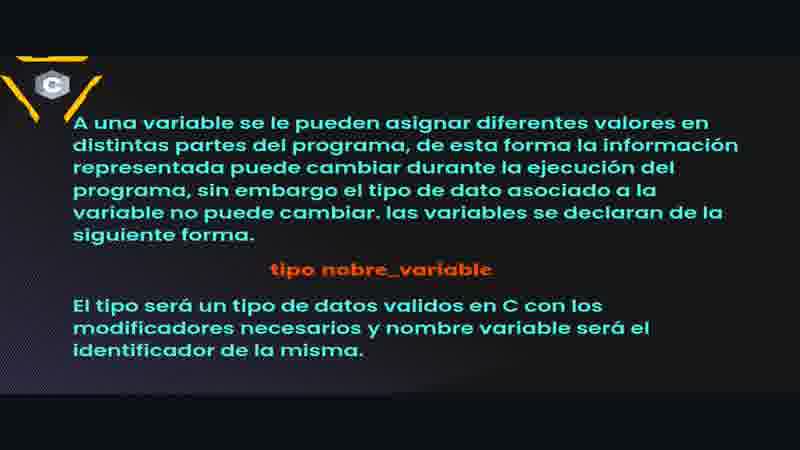 C
A una variable se le pueden asignar diferentes valores en
distintas partes del programa, de esta forma la información
representada puede cambiar durante la ejecución del
programa, sin embargo el tipo de dato asociado a la
variable no puede cambiar. las variables se declaran de la
siguiente forma.
tipo nobre_variable
El tipo será un tipo de datos validos en C con los
modificadores necesarios y nombre variable será el
identificador de la misma.